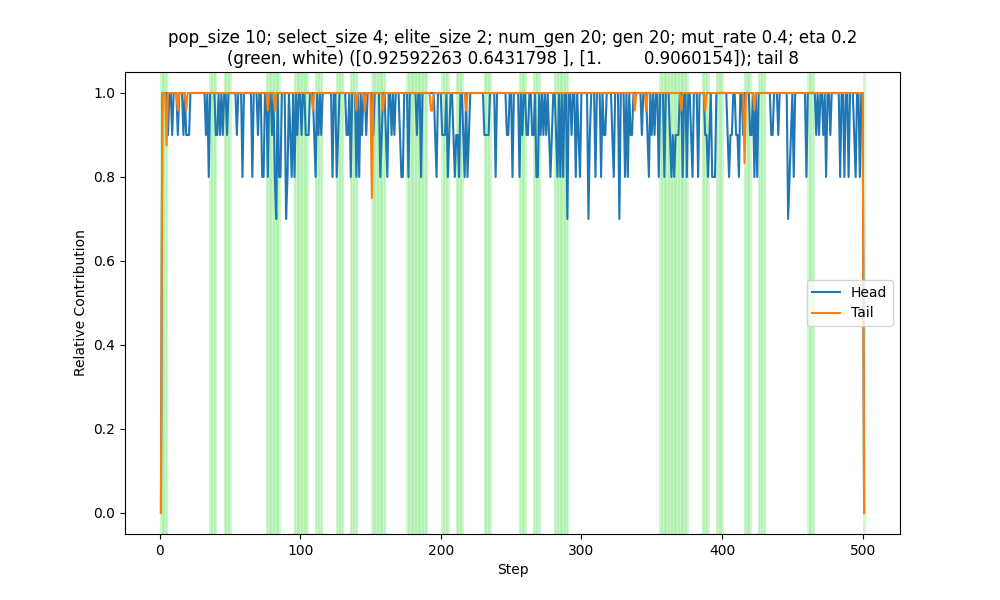 pop_size 10; select_size 4; elite_size 2; num_gen 20; gen 20; mut_rate 0.4; eta 0.2
(green, white) ([0.92592263 0.6431798 ], [1.        0.9060154]); tail 8
Relative Contribution
1.0
0.8
0.6
0.4
0.2
0.0
Head
Tail
0
100
200
300
400
500
Step